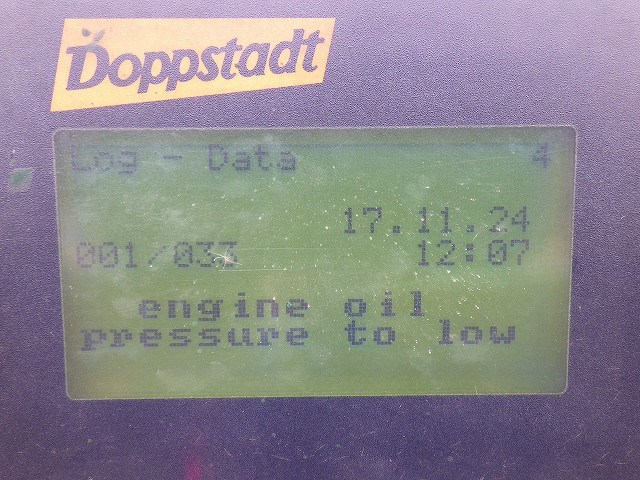 Doppstadt
Log - Data 4
17.11.24
001/033 12:07
engine oil
pressure to low